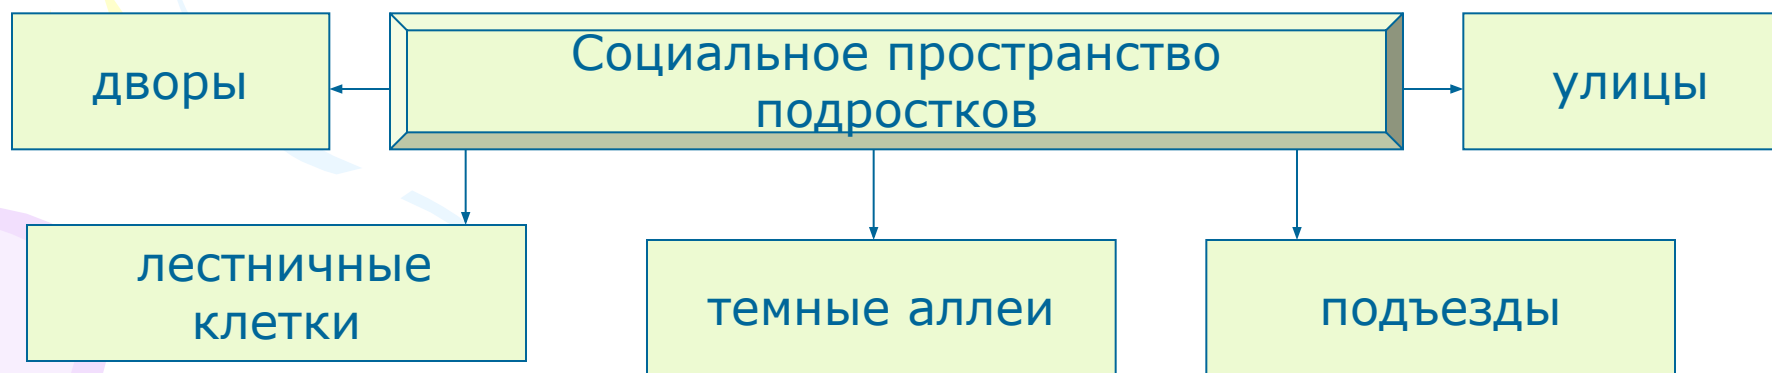 дворы
Социальное пространство
подростков
улицы
лестничные
клетки
темные аллеи
подъезды